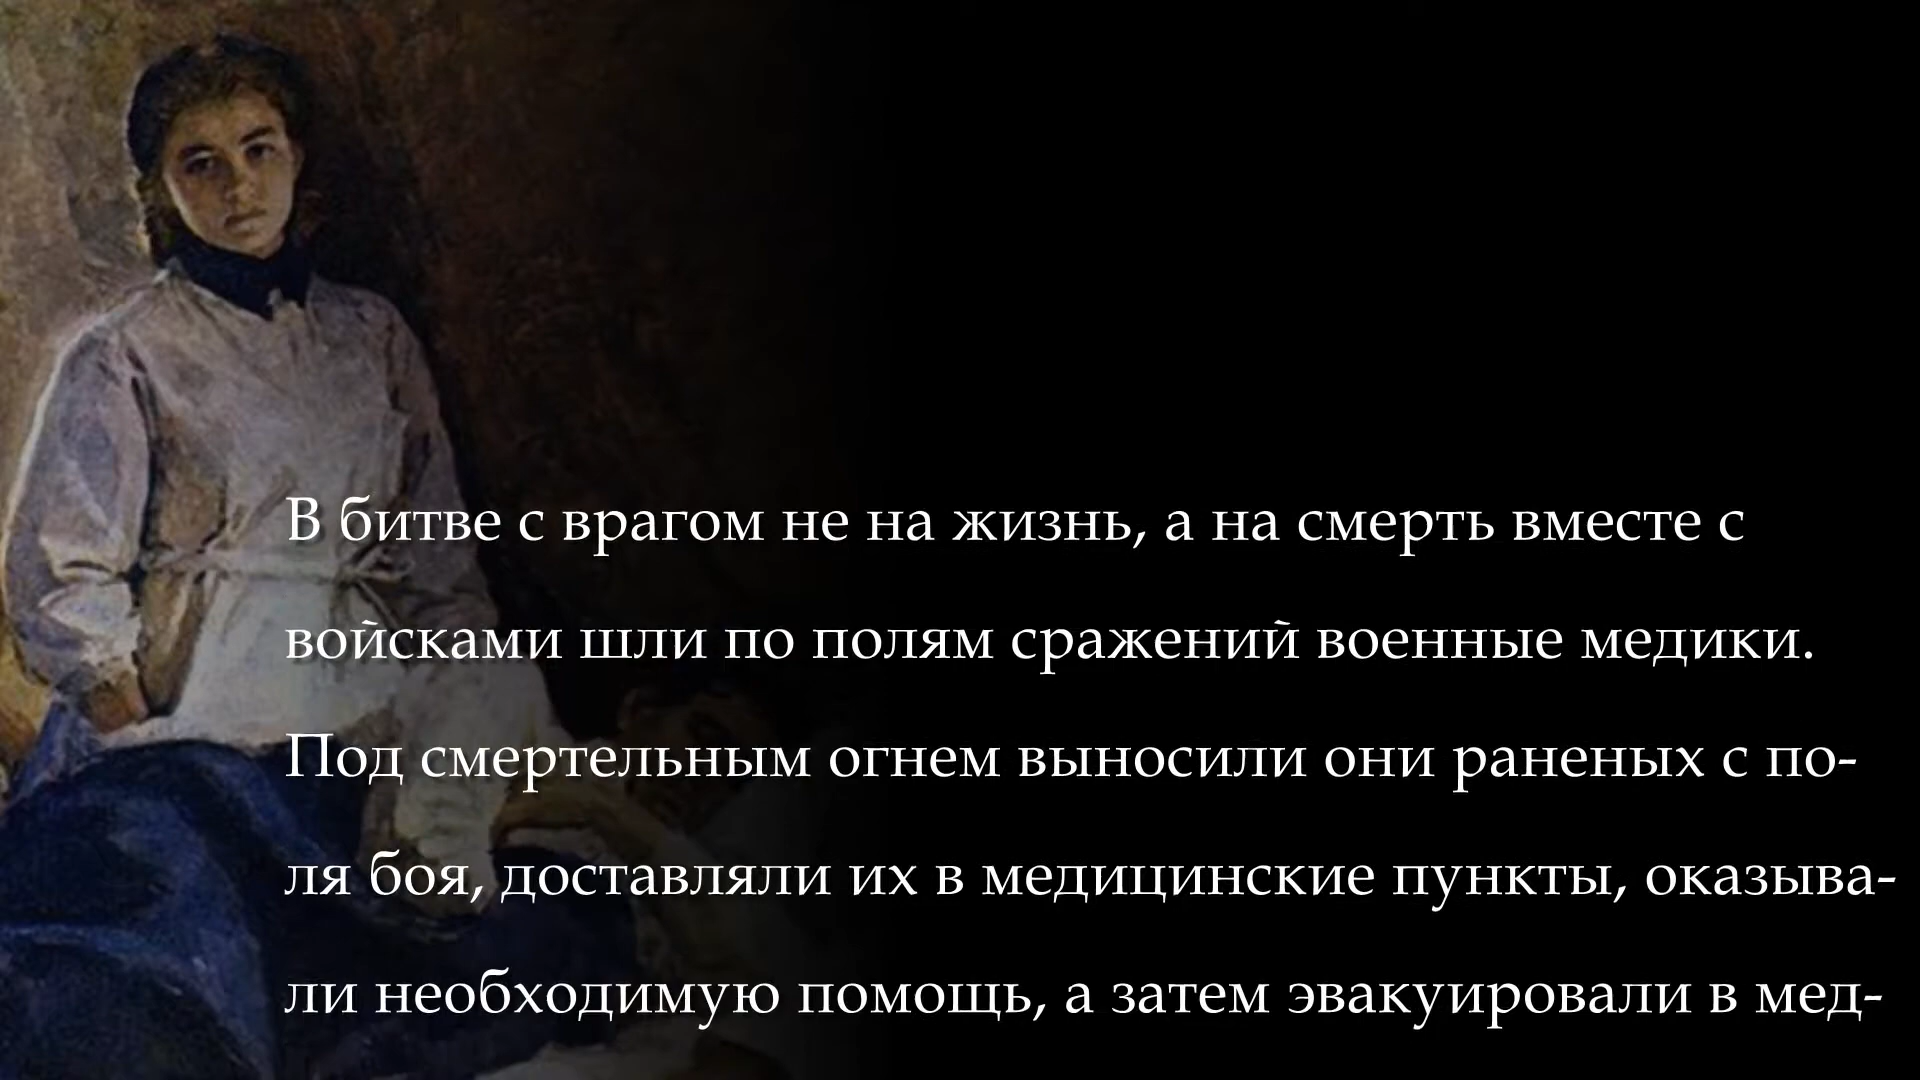 В битве с врагом не на жизнь, а на смерть вместе с
войсками шли по полям сражений военные медики.
Под смертельным огнем выносили они раненых с по-
ля боя, доставляли их в медицинские пункты, оказыва-
ли необходимую помощь, а затем эвакуировали в мед-